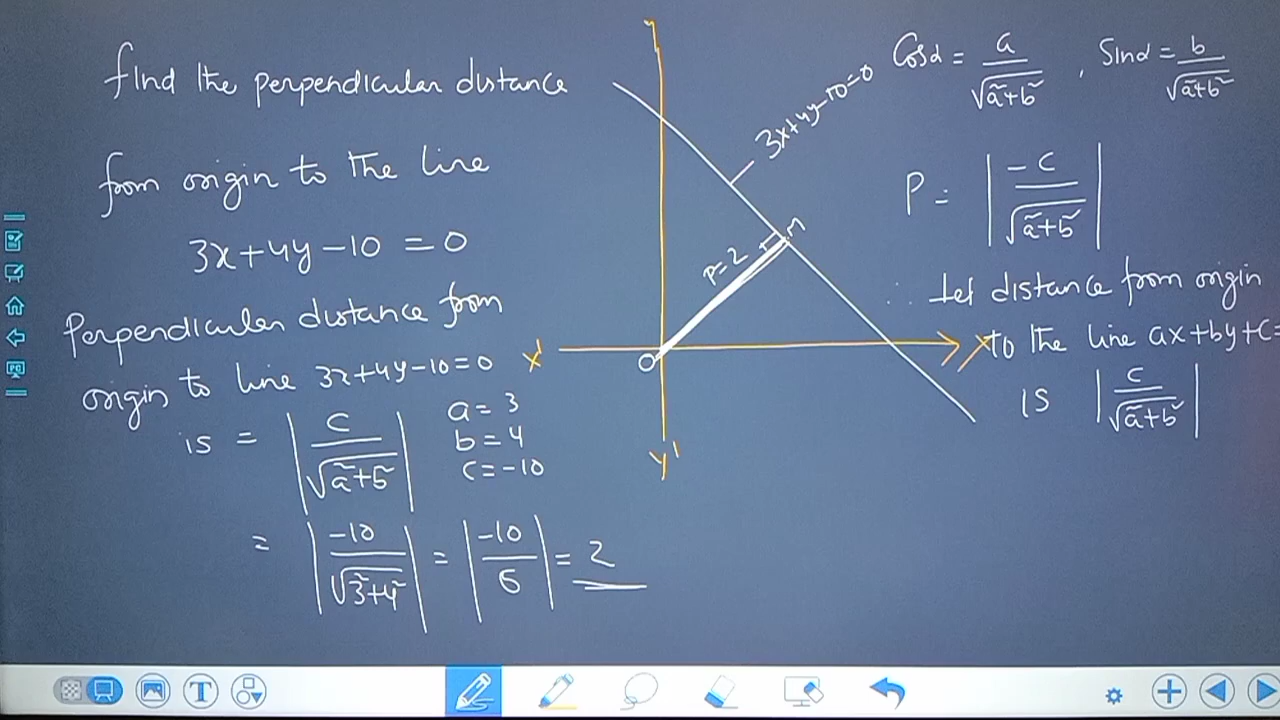 find the perpendicular distance
from origin to the line
3x+4y-10 = 0
Perpendicular distance from
origin to line 3x+4y-10=0
is = |c/√(a²+b²)|
a = 3
b = 4
c = -10
= |-10/√(3²+4²)| = |-10/5| = 2
Y
3x+4y-10=0
M
P=2
O
X'
X
Y'
Cosα = a/√(a²+b²) , Sinα = b/√(a²+b²)
P = |-c/√(a²+b²)|
∴ Let distance from origin
to the line ax+by+c=
is |c/√(a²+b²)|
T